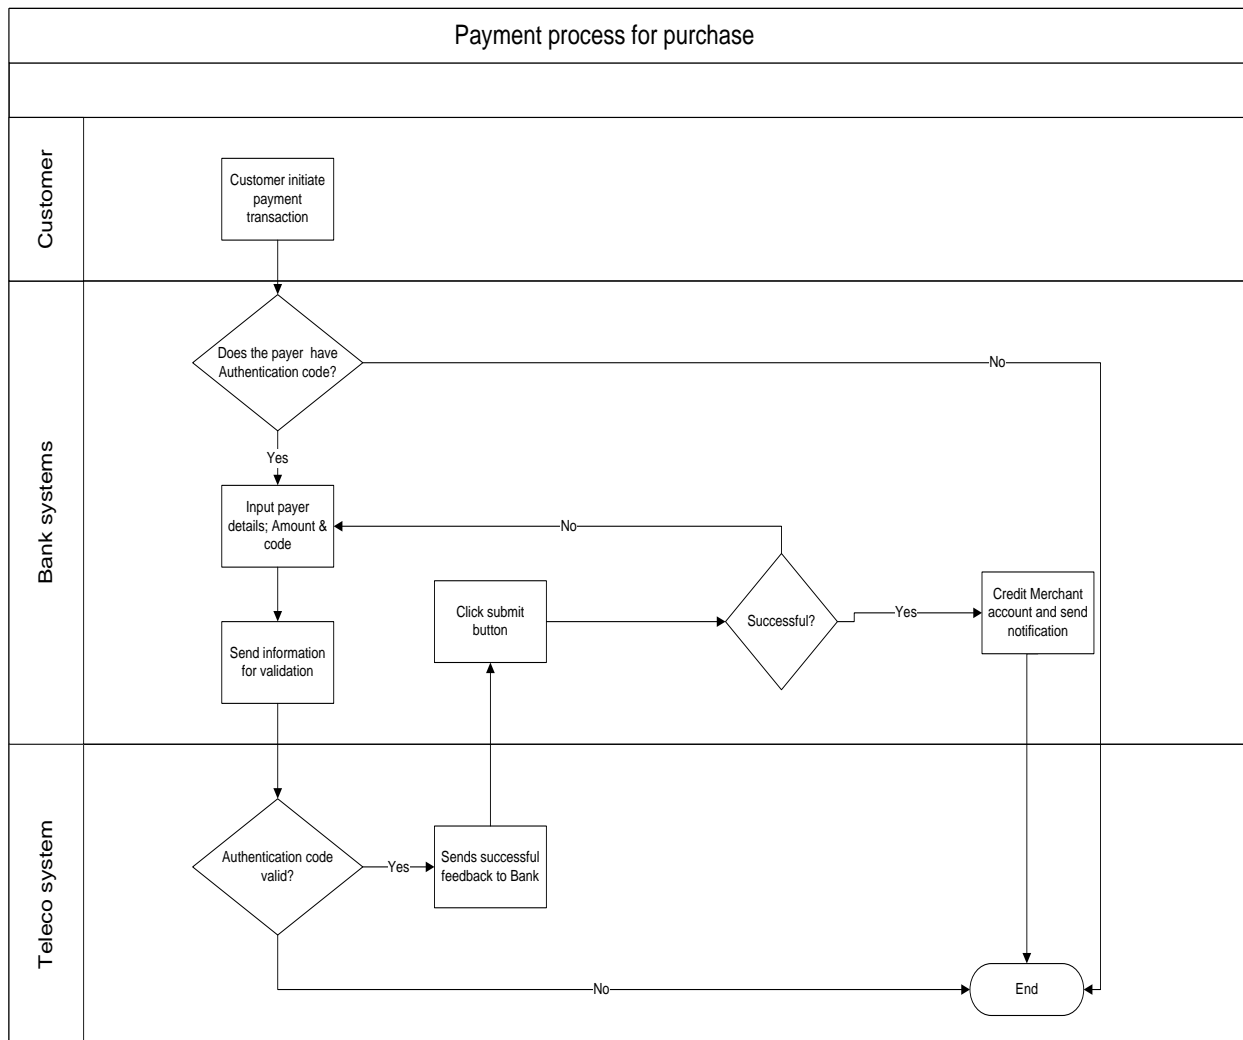 Payment process for purchase
Customer
Customer initiate
payment
transaction
Bank systems
Does the payer  have
Authentication code?
No
Yes
Input payer
details; Amount &
code
No
Click submit
button
Successful?
Yes
Credit Merchant
account and send
notification
Send information
for validation
Teleco system
Authentication code
valid?
Yes
Sends successful
feedback to Bank
No
End